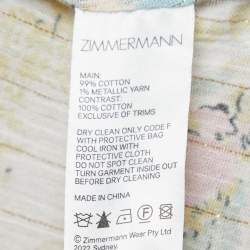 ZIMMERMANN
MAIN:
99% COTTON
1% METALLIC YARN
CONTRAST:
100% COTTON
EXCLUSIVE OF TRIMS
DRY CLEAN ONLY CODE F
WITH PROTECTIVE BAG
COOL IRON WITH
PROTECTIVE CLOTH
DO NOT SPOT CLEAN
TURN GARMENT INSIDE OUT
BEFORE DRY CLEANING
MADE IN CHINA
© Zimmermann Wear Pty Ltd
2022 Sydney